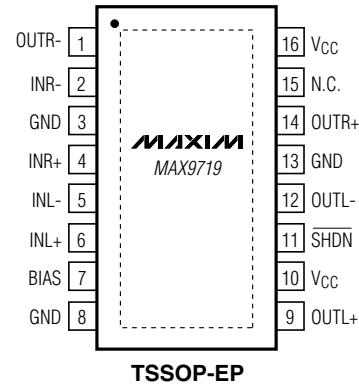 OUTR- 1
INR- 2
GND 3
INR+ 4
INL- 5
INL+ 6
BIAS 7
GND 8
MAXIM
MAX9719
16 VCC
15 N.C.
14 OUTR+
13 GND
12 OUTL-
11 SHDN
10 VCC
9 OUTL+
TSSOP-EP